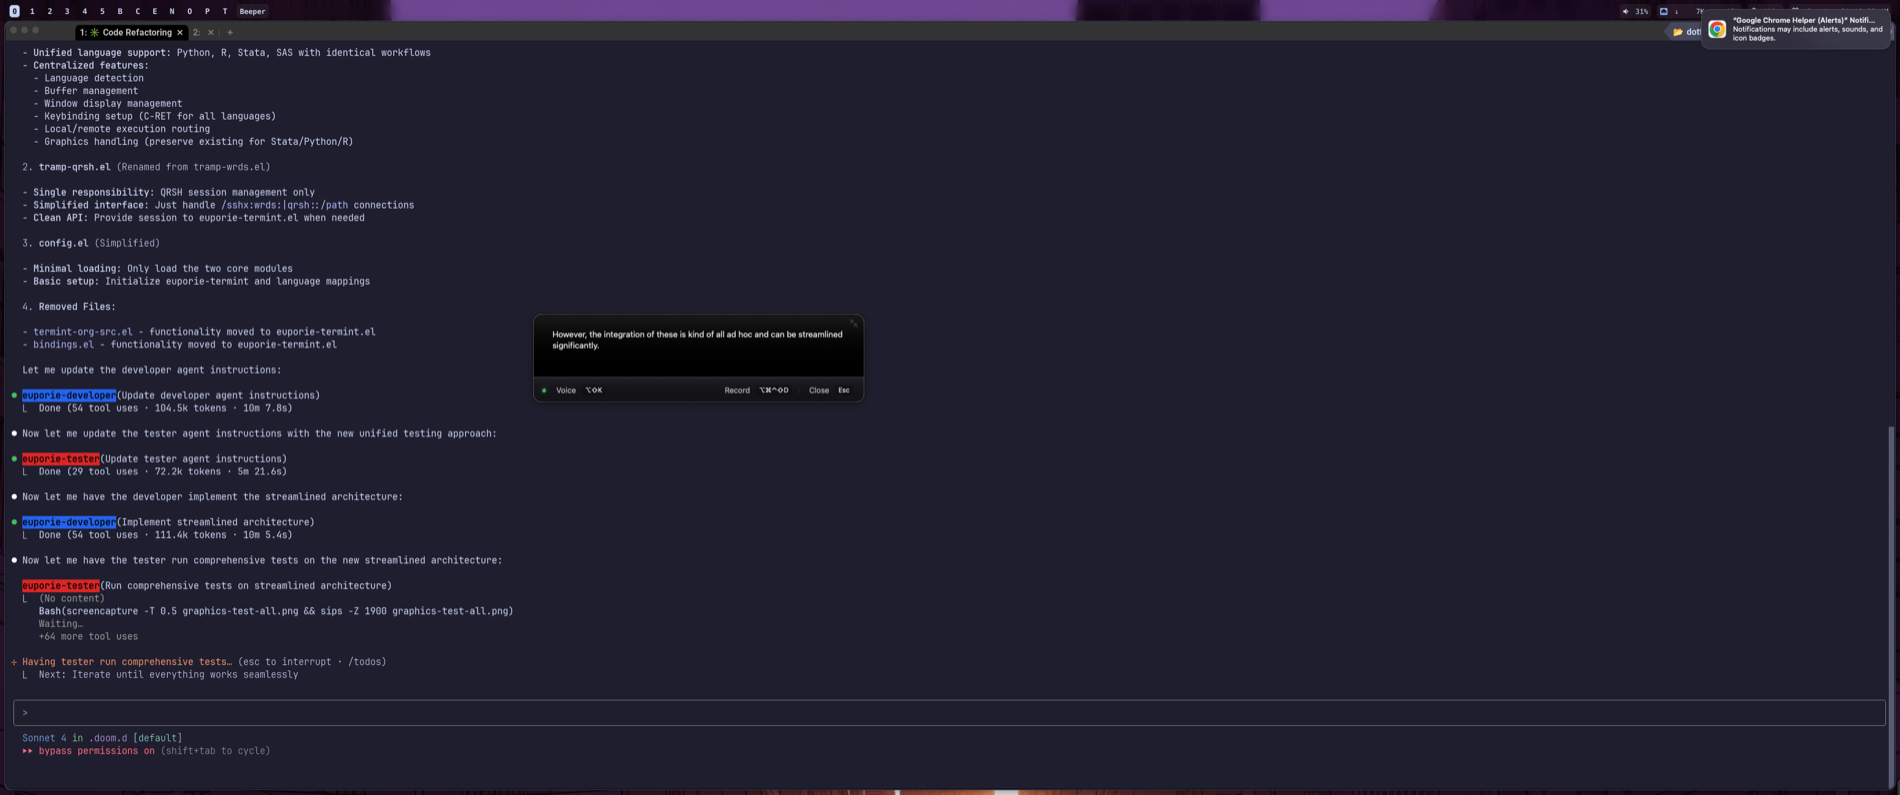 0 1 2 3 4 5 B C E N O P T Beeper
31% ↓ 7K
1: ✳ Code Refactoring × 2: × +
"Google Chrome Helper (Alerts)" Notifi...
Notifications may include alerts, sounds, and
icon badges.
- Unified language support: Python, R, Stata, SAS with identical workflows
- Centralized features:
- Language detection
- Buffer management
- Window display management
- Keybinding setup (C-RET for all languages)
- Local/remote execution routing
- Graphics handling (preserve existing for Stata/Python/R)
2. tramp-qrsh.el (Renamed from tramp-wrds.el)
- Single responsibility: QRSH session management only
- Simplified interface: Just handle /sshx:wrds:|qrsh::/path connections
- Clean API: Provide session to euporie-termint.el when needed
3. config.el (Simplified)
- Minimal loading: Only load the two core modules
- Basic setup: Initialize euporie-termint and language mappings
4. Removed Files:
- termint-org-src.el - functionality moved to euporie-termint.el
- bindings.el - functionality moved to euporie-termint.el
However, the integration of these is kind of all ad hoc and can be streamlined
significantly.
Voice ⌥⇧K Record ⌥⌘^⇧D Close Esc
Let me update the developer agent instructions:
● euporie-developer(Update developer agent instructions)
⎿ Done (54 tool uses · 104.5k tokens · 10m 7.8s)
● Now let me update the tester agent instructions with the new unified testing approach:
● euporie-tester(Update tester agent instructions)
⎿ Done (29 tool uses · 72.2k tokens · 5m 21.6s)
● Now let me have the developer implement the streamlined architecture:
● euporie-developer(Implement streamlined architecture)
⎿ Done (54 tool uses · 111.4k tokens · 10m 5.4s)
● Now let me have the tester run comprehensive tests on the new streamlined architecture:
euporie-tester(Run comprehensive tests on streamlined architecture)
⎿ (No content)
Bash(screencapture -T 0.5 graphics-test-all.png && sips -Z 1900 graphics-test-all.png)
Waiting…
+64 more tool uses
÷ Having tester run comprehensive tests… (esc to interrupt · /todos)
⎿ Next: Iterate until everything works seamlessly
>
Sonnet 4 in .doom.d [default]
▸▸ bypass permissions on (shift+tab to cycle)